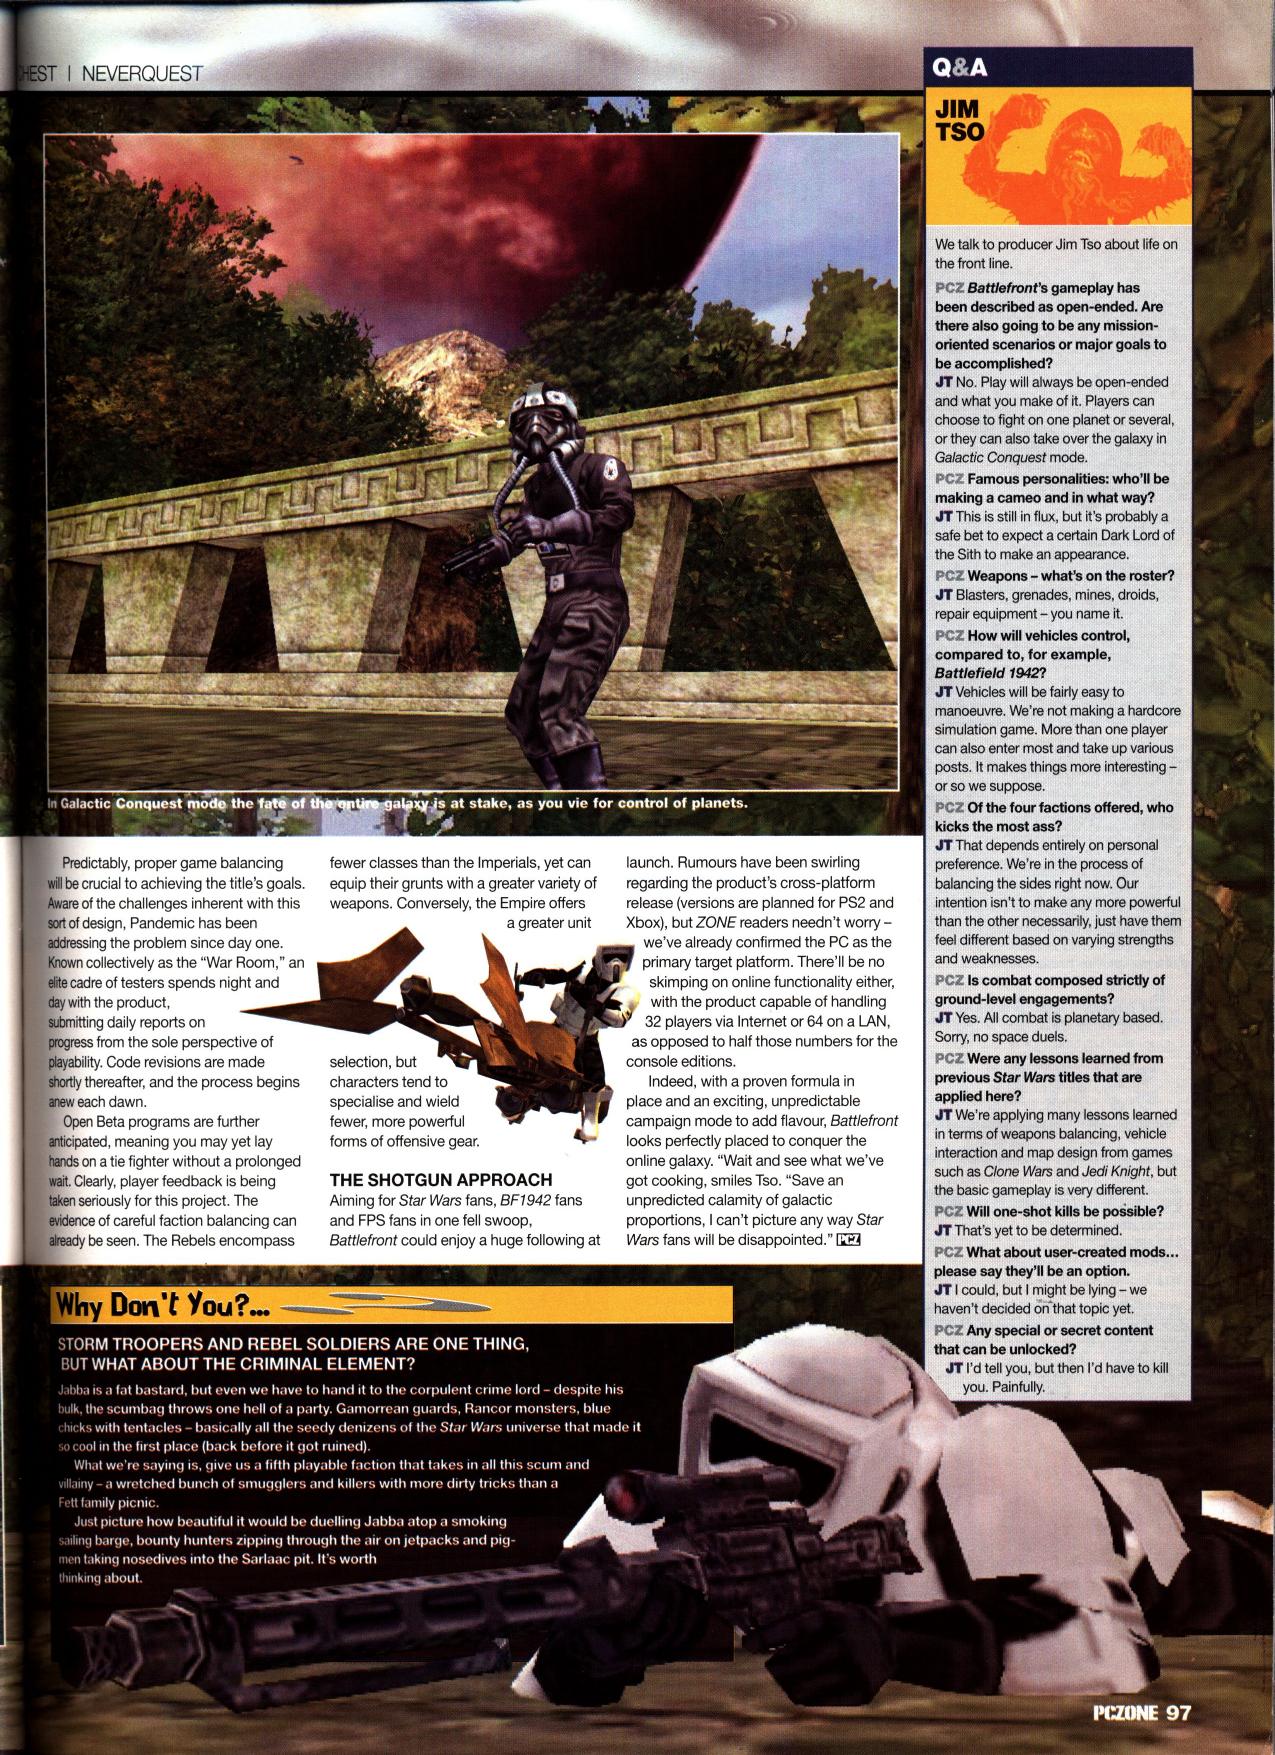 HEST | NEVERQUEST
In Galactic Conquest mode the fate of the entire galaxy is at stake, as you vie for control of planets.
Predictably, proper game balancing
will be crucial to achieving the title's goals.
Aware of the challenges inherent with this
sort of design, Pandemic has been
addressing the problem since day one.
Known collectively as the "War Room," an
elite cadre of testers spends night and
day with the product,
submitting daily reports on
progress from the sole perspective of
playability. Code revisions are made
shortly thereafter, and the process begins
anew each dawn.
Open Beta programs are further
anticipated, meaning you may yet lay
hands on a tie fighter without a prolonged
wait. Clearly, player feedback is being
taken seriously for this project. The
evidence of careful faction balancing can
already be seen. The Rebels encompass
fewer classes than the Imperials, yet can
equip their grunts with a greater variety of
weapons. Conversely, the Empire offers
a greater unit
selection, but
characters tend to
specialise and wield
fewer, more powerful
forms of offensive gear.
THE SHOTGUN APPROACH
Aiming for Star Wars fans, BF1942 fans
and FPS fans in one fell swoop,
Battlefront could enjoy a huge following at
launch. Rumours have been swirling
regarding the product's cross-platform
release (versions are planned for PS2 and
Xbox), but ZONE readers needn't worry –
we've already confirmed the PC as the
primary target platform. There'll be no
skimping on online functionality either,
with the product capable of handling
32 players via Internet or 64 on a LAN,
as opposed to half those numbers for the
console editions.
Indeed, with a proven formula in
place and an exciting, unpredictable
campaign mode to add flavour, Battlefront
looks perfectly placed to conquer the
online galaxy. "Wait and see what we've
got cooking, smiles Tso. "Save an
unpredicted calamity of galactic
proportions, I can't picture any way Star
Wars fans will be disappointed." PCZ
Why Don't You?...
STORM TROOPERS AND REBEL SOLDIERS ARE ONE THING,
BUT WHAT ABOUT THE CRIMINAL ELEMENT?
Jabba is a fat bastard, but even we have to hand it to the corpulent crime lord – despite his
bulk, the scumbag throws one hell of a party. Gamorrean guards, Rancor monsters, blue
chicks with tentacles – basically all the seedy denizens of the Star Wars universe that made it
so cool in the first place (back before it got ruined).
What we're saying is, give us a fifth playable faction that takes in all this scum and
villainy – a wretched bunch of smugglers and killers with more dirty tricks than a
Fett family picnic.
Just picture how beautiful it would be duelling Jabba atop a smoking
sailing barge, bounty hunters zipping through the air on jetpacks and pig-
men taking nosedives into the Sarlaac pit. It's worth
thinking about.
Q&A
JIM
TSO
We talk to producer Jim Tso about life on
the front line.
PCZ Battlefront's gameplay has
been described as open-ended. Are
there also going to be any mission-
oriented scenarios or major goals to
be accomplished?
JT No. Play will always be open-ended
and what you make of it. Players can
choose to fight on one planet or several,
or they can also take over the galaxy in
Galactic Conquest mode.
PCZ Famous personalities: who'll be
making a cameo and in what way?
JT This is still in flux, but it's probably a
safe bet to expect a certain Dark Lord of
the Sith to make an appearance.
PCZ Weapons – what's on the roster?
JT Blasters, grenades, mines, droids,
repair equipment – you name it.
PCZ How will vehicles control,
compared to, for example,
Battlefield 1942?
JT Vehicles will be fairly easy to
manoeuvre. We're not making a hardcore
simulation game. More than one player
can also enter most and take up various
posts. It makes things more interesting –
or so we suppose.
PCZ Of the four factions offered, who
kicks the most ass?
JT That depends entirely on personal
preference. We're in the process of
balancing the sides right now. Our
intention isn't to make any more powerful
than the other necessarily, just have them
feel different based on varying strengths
and weaknesses.
PCZ Is combat composed strictly of
ground-level engagements?
JT Yes. All combat is planetary based.
Sorry, no space duels.
PCZ Were any lessons learned from
previous Star Wars titles that are
applied here?
JT We're applying many lessons learned
in terms of weapons balancing, vehicle
interaction and map design from games
such as Clone Wars and Jedi Knight, but
the basic gameplay is very different.
PCZ Will one-shot kills be possible?
JT That's yet to be determined.
PCZ What about user-created mods...
please say they'll be an option.
JT I could, but I might be lying – we
haven't decided on that topic yet.
PCZ Any special or secret content
that can be unlocked?
JT I'd tell you, but then I'd have to kill
you. Painfully.
PCZONE 97